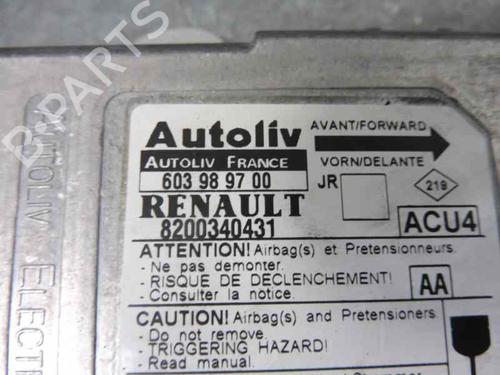 Autoliv
AVANT/FORWARD
AUTOLIV FRANCE
VORN/DELANTE
603 98 97 00
JR
219
RENAULT
8200340431
ACU4
ATTENTION! Airbag(s) et Pretensionneurs.
- Ne pas demonter.
- RISQUE DE DECLENCHEMENT!
- Consulter la notice.
AA
CAUTION! Airbag(s) and Pretensioners.
- Do not remove.
- TRIGGERING HAZARD!
- Read manual.
AUTOLIV
B-PARTS